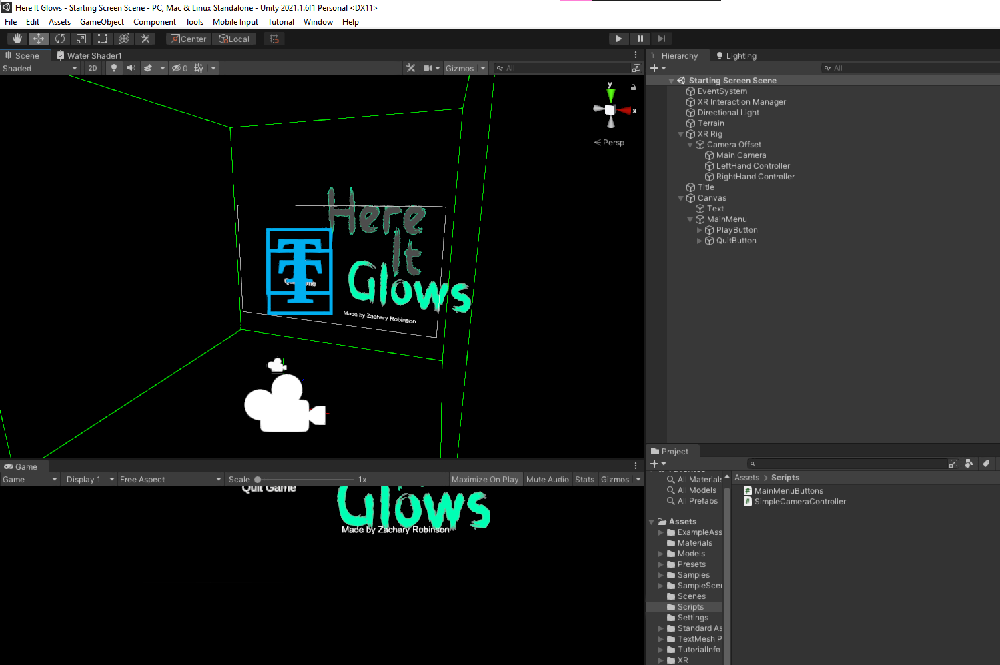 Here It Glows - Starting Screen Scene - PC, Mac & Linux Standalone - Unity 2021.1.6f1 Personal <DX11>
File Edit Assets GameObject Component Tools Mobile Input Tutorial Window Help
Center Local
Scene Water Shader1
Shaded 2D 0 Gizmos All
y
x
Persp
Here
It
Glows
Made by Zachary Robinson
Hierarchy Lighting
All
Starting Screen Scene
EventSystem
XR Interaction Manager
Directional Light
Terrain
XR Rig
Camera Offset
Main Camera
LeftHand Controller
RightHand Controller
Title
Canvas
Text
MainMenu
PlayButton
QuitButton
Game
Game Display 1 Free Aspect Scale 1x Maximize On Play Mute Audio Stats Gizmos
Quit Game
Glows
Made by Zachary Robinson
Project
All Materials
All Models
All Prefabs
Assets
ExampleAss
Materials
Models
Presets
Samples
SampleScen
Scenes
Scripts
Settings
Standard As
TextMesh P
TutorialInfo
XR
Assets > Scripts
MainMenuButtons
SimpleCameraController